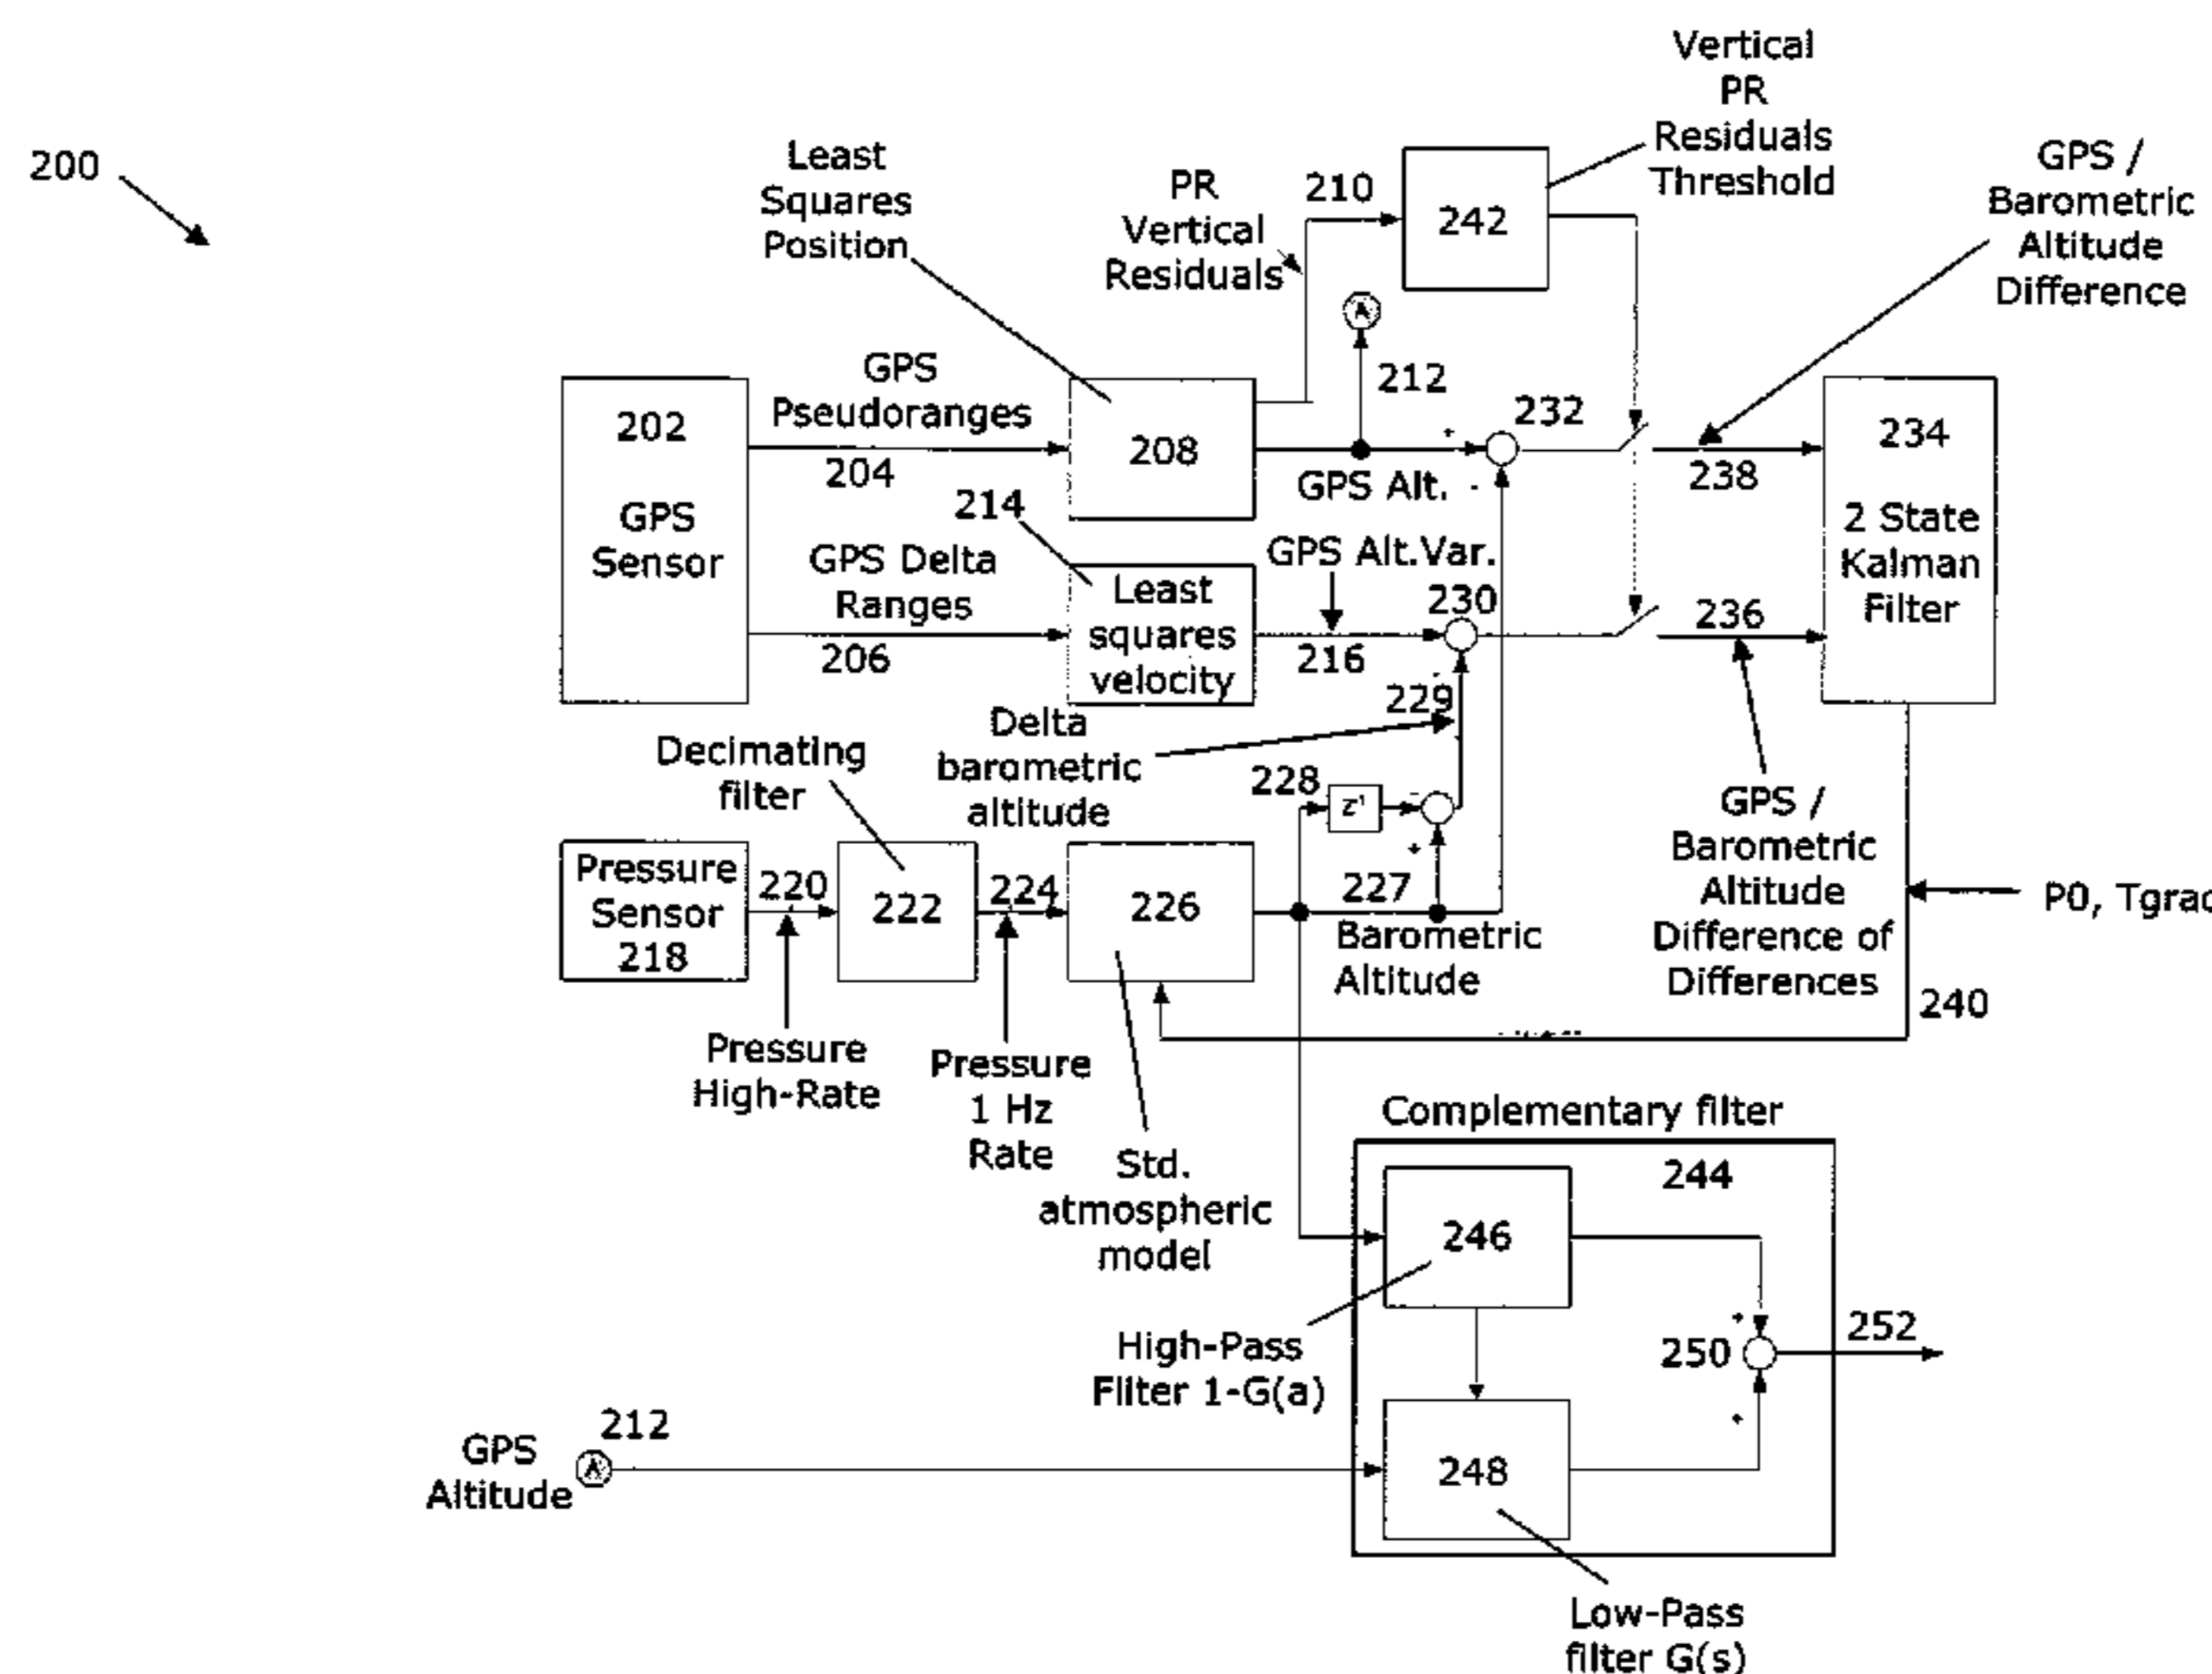 200
Least
Squares
Position
PR
Vertical
Residuals
210
242
Vertical
PR
Residuals
Threshold
GPS /
Barometric
Altitude
Difference
A
212
202
GPS
Sensor
GPS
Pseudoranges
204
208
+
GPS Alt.
-
232
238
234
2 State
Kalman
Filter
214
GPS Delta
Ranges
206
Least
squares
velocity
GPS Alt.Var.
216
230
-
229
236
GPS /
Barometric
Altitude
Difference of
Differences
P0, Tgrad
240
Decimating
filter
Delta
barometric
altitude
228
-
+
Pressure
Sensor
218
220
222
224
226
227
Barometric
Altitude
Pressure
High-Rate
Pressure
1 Hz
Rate
Std.
atmospheric
model
Complementary filter
244
246
High-Pass
Fliter 1-G(a)
+
250
252
+
GPS
Altitude
A
212
248
Low-Pass
filter G(s)